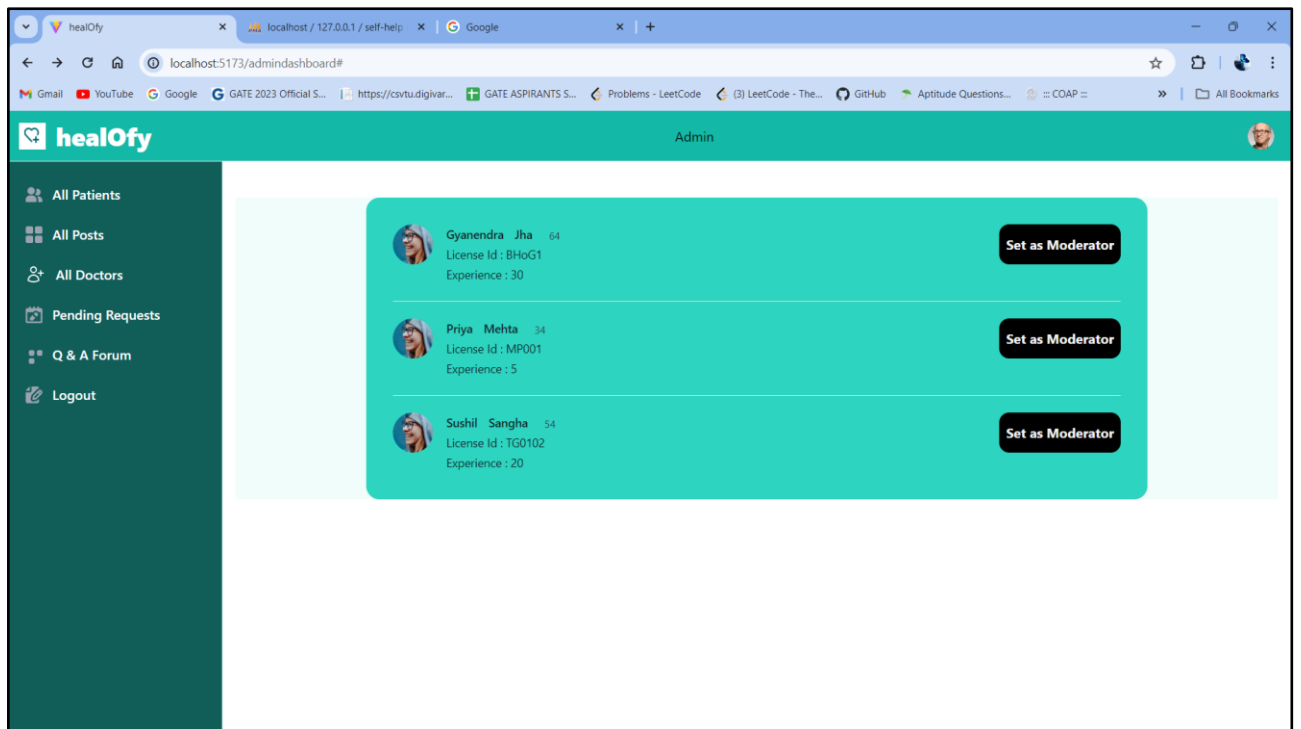 healOfy localhost / 127.0.0.1 / self-help Google
localhost:5173/admindashboard#
Gmail YouTube Google GATE 2023 Official S... https://csvtu.digivar... GATE ASPIRANTS S... Problems - LeetCode (3) LeetCode - The... GitHub Aptitude Questions... ::: COAP ::: » All Bookmarks
healOfy Admin
All Patients
All Posts
All Doctors
Pending Requests
Q & A Forum
Logout
Gyanendra Jha 64
License Id : BHoG1
Experience : 30
Set as Moderator
Priya Mehta 34
License Id : MP001
Experience : 5
Set as Moderator
Sushil Sangha 54
License Id : TG0102
Experience : 20
Set as Moderator